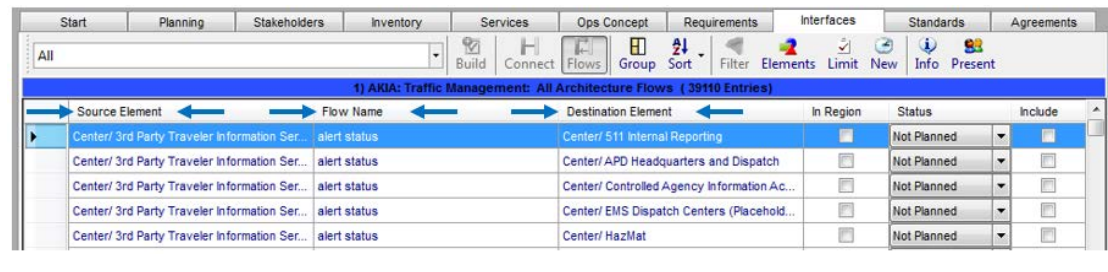 Start Planning Stakeholders Inventory Services Ops Concept Requirements Interfaces Standards Agreements
All Build Connect Flows Group Sort Filter Elements Limit New Info Present
1) AKIA: Traffic Management: All Architecture Flows ( 39110 Entries)
Source Element Flow Name Destination Element In Region Status Include
Center/ 3rd Party Traveler Information Ser... alert status Center/ 511 Internal Reporting Not Planned
Center/ 3rd Party Traveler Information Ser... alert status Center/ APD Headquarters and Dispatch Not Planned
Center/ 3rd Party Traveler Information Ser... alert status Center/ Controlled Agency Information Ac... Not Planned
Center/ 3rd Party Traveler Information Ser... alert status Center/ EMS Dispatch Centers (Placehold... Not Planned
Center/ 3rd Party Traveler Information Ser... alert status Center/ HazMat Not Planned